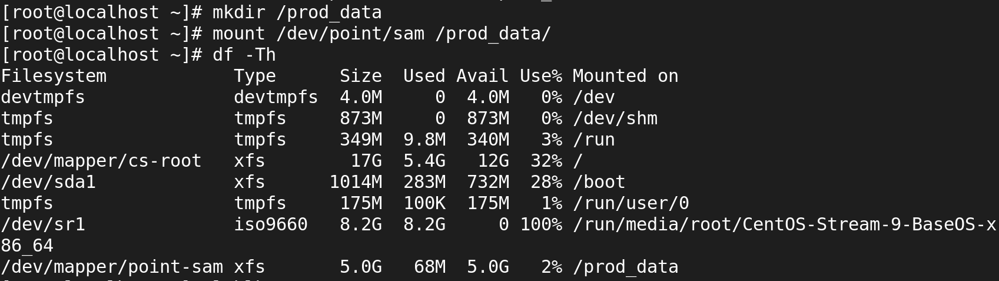 [root@localhost ~]# mkdir /prod_data
[root@localhost ~]# mount /dev/point/sam /prod_data/
[root@localhost ~]# df -Th
Filesystem            Type      Size  Used Avail Use% Mounted on
devtmpfs              devtmpfs  4.0M     0  4.0M   0% /dev
tmpfs                 tmpfs     873M     0  873M   0% /dev/shm
tmpfs                 tmpfs     349M  9.8M  340M   3% /run
/dev/mapper/cs-root   xfs        17G  5.4G   12G  32% /
/dev/sda1             xfs      1014M  283M  732M  28% /boot
tmpfs                 tmpfs     175M  100K  175M   1% /run/user/0
/dev/sr1              iso9660   8.2G  8.2G     0 100% /run/media/root/CentOS-Stream-9-BaseOS-x
86_64
/dev/mapper/point-sam xfs       5.0G   68M  5.0G   2% /prod_data